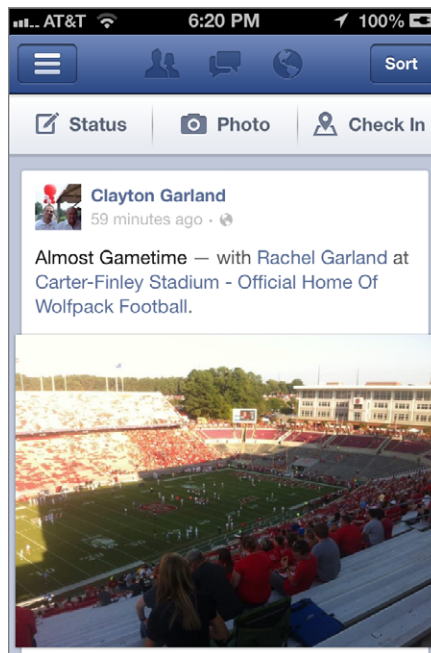 AT&T 6:20 PM 100%
Sort
Status Photo Check In
Clayton Garland
59 minutes ago ·
Almost Gametime — with Rachel Garland at
Carter-Finley Stadium - Official Home Of
Wolfpack Football.